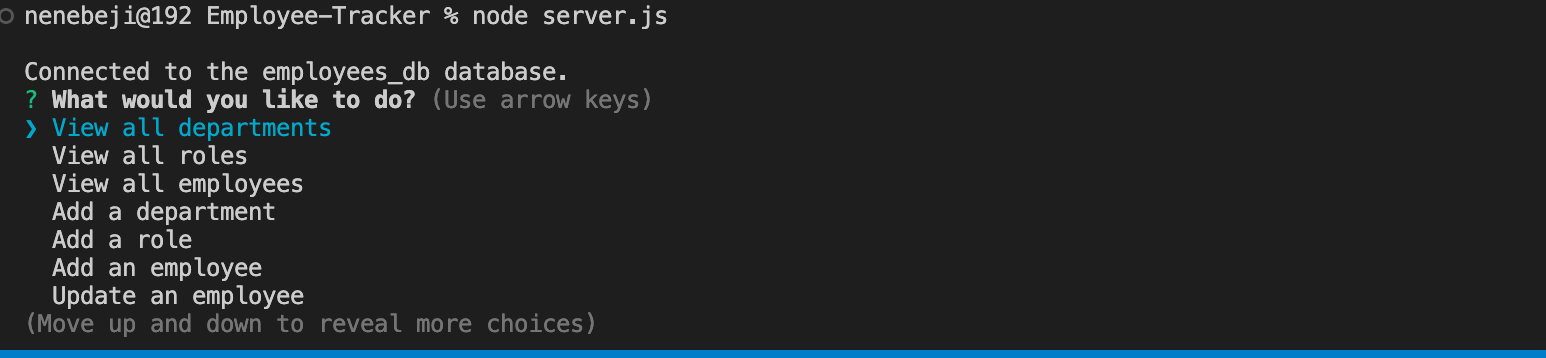 nenebeji@192 Employee-Tracker % node server.js
Connected to the employees_db database.
? What would you like to do? (Use arrow keys)
❯ View all departments
View all roles
View all employees
Add a department
Add a role
Add an employee
Update an employee
(Move up and down to reveal more choices)